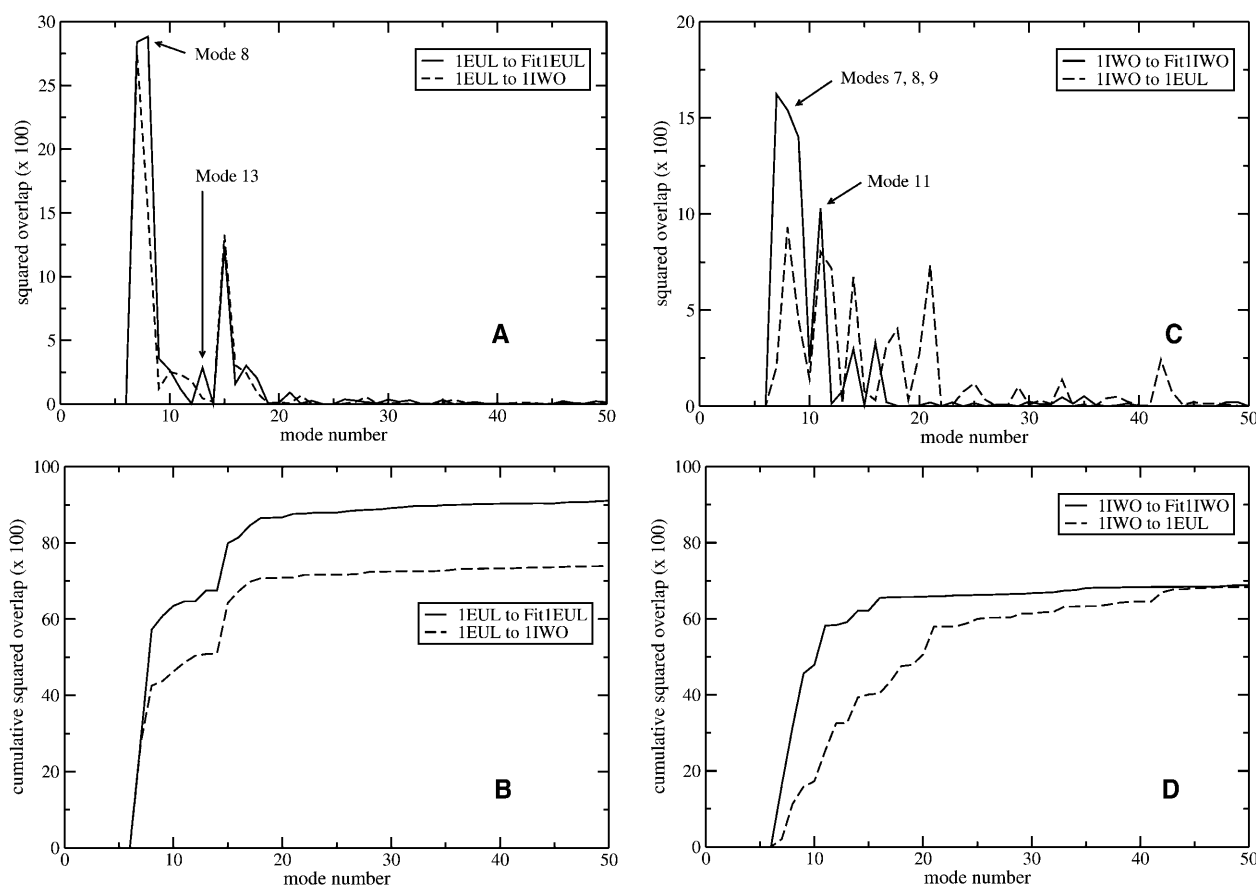 30
25
20
15
10
5
0
squared overlap (x 100)
Mode 8
Mode 13
1EUL to Fit1EUL
1EUL to 1IWO
A
0 10 20 30 40 50
mode number
20
15
10
5
0
squared overlap (x 100)
Modes 7, 8, 9
Mode 11
1IWO to Fit1IWO
1IWO to 1EUL
C
0 10 20 30 40 50
mode number
100
80
60
40
20
0
cumulative squared overlap (x 100)
1EUL to Fit1EUL
1EUL to 1IWO
B
0 10 20 30 40 50
mode number
100
80
60
40
20
0
cumulative squared overlap (x 100)
1IWO to Fit1IWO
1IWO to 1EUL
D
0 10 20 30 40 50
mode number